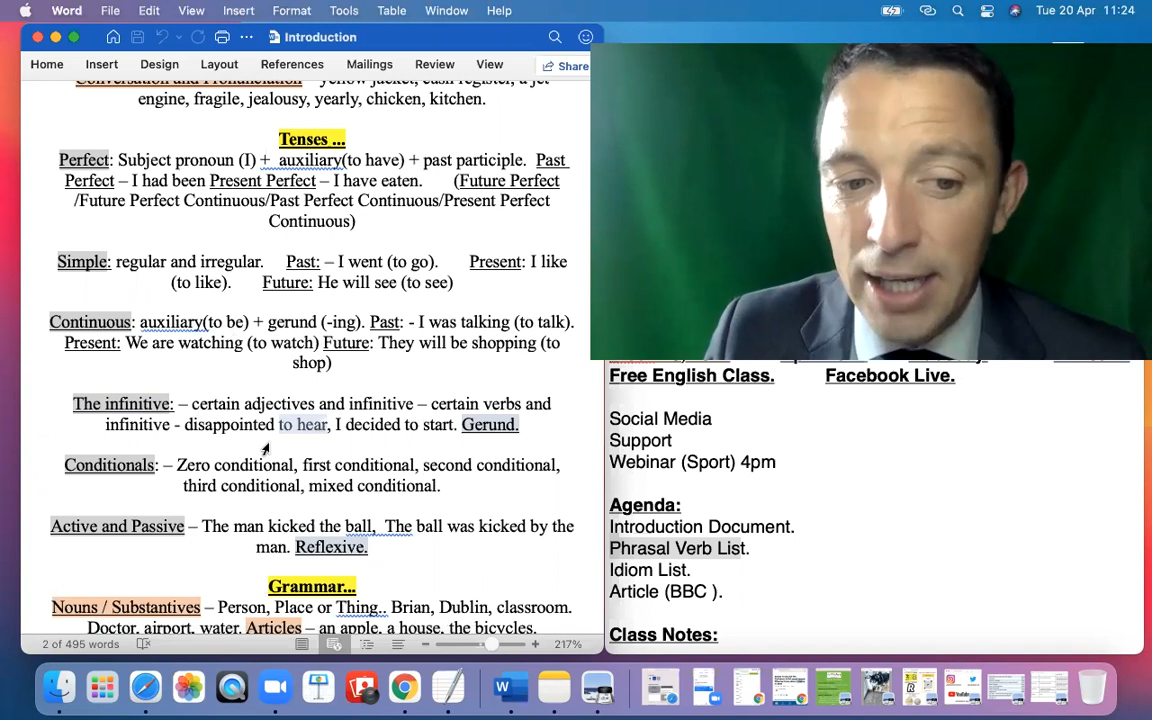 Word File Edit View Insert Format Tools Table Window Help Tue 20 Apr 11:24
Introduction
Home Insert Design Layout References Mailings Review View Share
Conversation and Pronunciation – yellow jacket, cash register, a jet
engine, fragile, jealousy, yearly, chicken, kitchen.
Tenses ...
Perfect: Subject pronoun (I) + auxiliary(to have) + past participle. Past
Perfect – I had been Present Perfect – I have eaten. (Future Perfect
/Future Perfect Continuous/Past Perfect Continuous/Present Perfect
Continuous)
Simple: regular and irregular. Past: – I went (to go). Present: I like
(to like). Future: He will see (to see)
Continuous: auxiliary(to be) + gerund (-ing). Past: - I was talking (to talk).
Present: We are watching (to watch) Future: They will be shopping (to
shop)
The infinitive: – certain adjectives and infinitive – certain verbs and
infinitive - disappointed to hear, I decided to start. Gerund.
Conditionals: – Zero conditional, first conditional, second conditional,
third conditional, mixed conditional.
Active and Passive – The man kicked the ball, The ball was kicked by the
man. Reflexive.
Grammar...
Nouns / Substantives – Person, Place or Thing.. Brian, Dublin, classroom.
Doctor, airport, water. Articles – an apple, a house, the bicycles.
2 of 495 words 217%
Free English Class. Facebook Live.
Social Media
Support
Webinar (Sport) 4pm
Agenda:
Introduction Document.
Phrasal Verb List.
Idiom List.
Article (BBC ).
Class Notes: